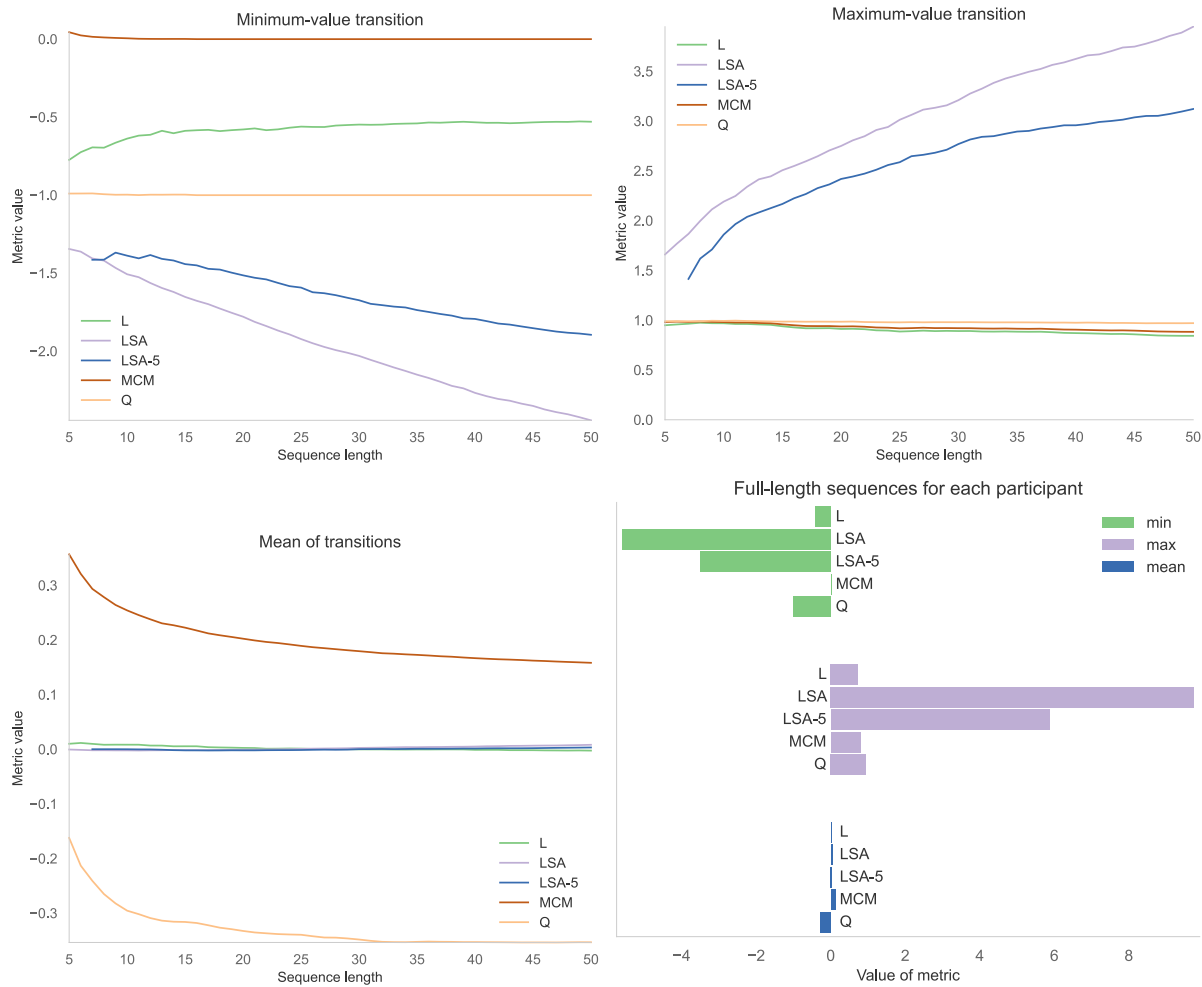 Minimum-value transition
0.0
−0.5
−1.0
−1.5
−2.0
Metric value
L
LSA
LSA-5
MCM
Q
5 10 15 20 25 30 35 40 45 50
Sequence length
Maximum-value transition
3.5
3.0
2.5
2.0
1.5
1.0
0.5
0.0
Metric value
L
LSA
LSA-5
MCM
Q
5 10 15 20 25 30 35 40 45 50
Sequence length
Mean of transitions
0.3
0.2
0.1
0.0
−0.1
−0.2
−0.3
Metric value
L
LSA
LSA-5
MCM
Q
5 10 15 20 25 30 35 40 45 50
Sequence length
Full-length sequences for each participant
min
max
mean
L
LSA
LSA-5
MCM
Q
L
LSA
LSA-5
MCM
Q
L
LSA
LSA-5
MCM
Q
−4 −2 0 2 4 6 8
Value of metric